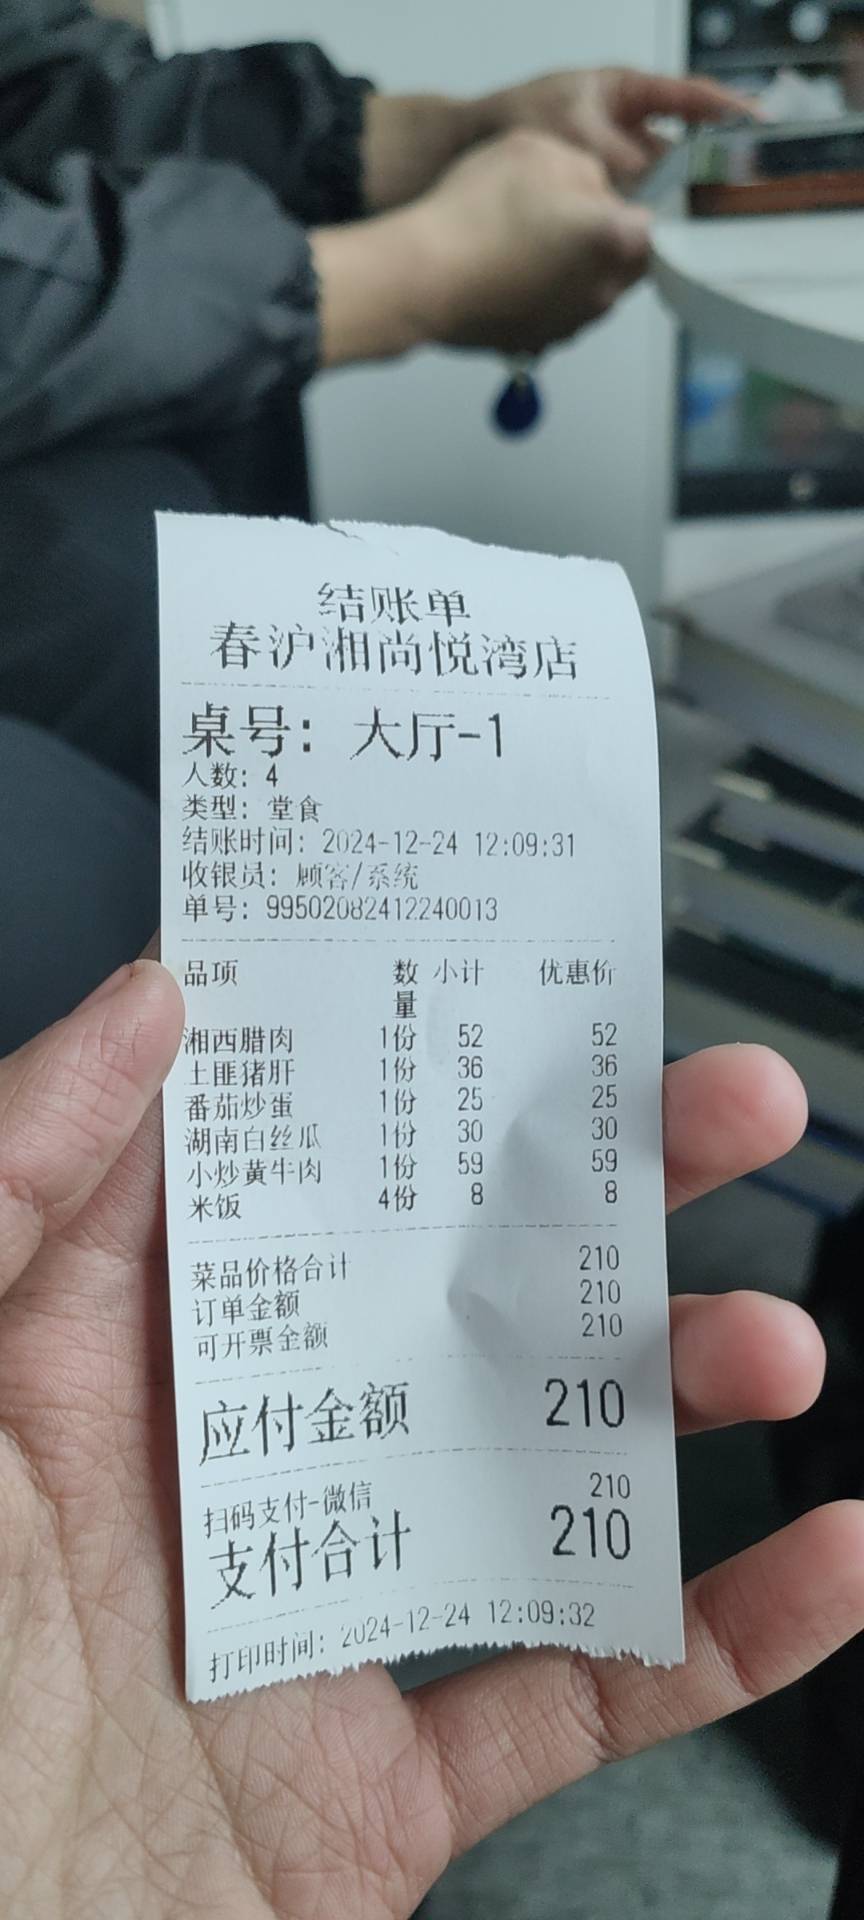 结账单
春沪湘尚悦湾店
桌号: 大厅-1
人数: 4
类型: 堂食
结账时间: 2024-12-24 12:09:31
收银员: 顾客/系统
单号: 99502082412240013
品项 数量 小计 优惠价
湘西腊肉 1份 52 52
土匪猪肝 1份 36 36
番茄炒蛋 1份 25 25
湖南白丝瓜 1份 30 30
小炒黄牛肉 1份 59 59
米饭 4份 8 8
菜品价格合计 210
订单金额 210
可开票金额 210
应付金额 210
扫码支付-微信 210
支付合计 210
打印时间: 2024-12-24 12:09:32